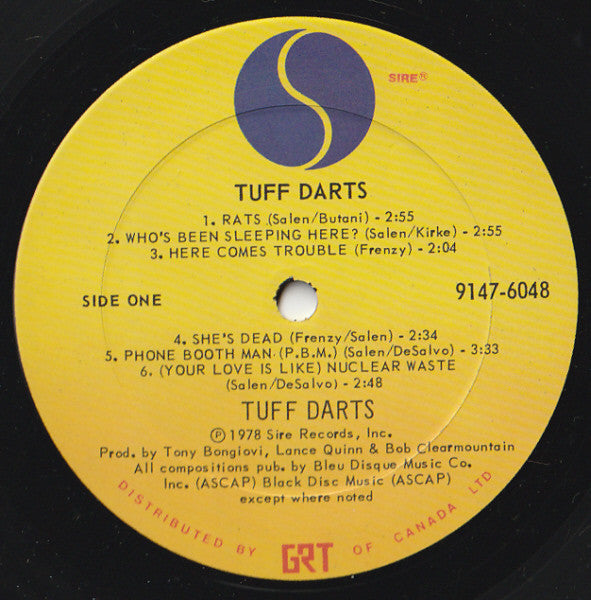 SIRE®
TUFF DARTS
1. RATS (Salen/Butani) - 2:55
2. WHO'S BEEN SLEEPING HERE? (Salen/Kirke) - 2:55
3. HERE COMES TROUBLE (Frenzy) - 2:04
SIDE ONE
9147-6048
4. SHE'S DEAD (Frenzy/Salen) - 2:34
5. PHONE BOOTH MAN (P.B.M.) (Salen/DeSalvo) - 3:33
6. (YOUR LOVE IS LIKE) NUCLEAR WASTE
(Salen/DeSalvo) - 2:48
TUFF DARTS
℗ 1978 Sire Records, Inc.
Prod. by Tony Bongiovi, Lance Quinn & Bob Clearmountain
All compositions pub. by Bleu Disque Music Co.
Inc. (ASCAP) Black Disc Music (ASCAP)
except where noted
DISTRIBUTED BY GRT OF CANADA LTD